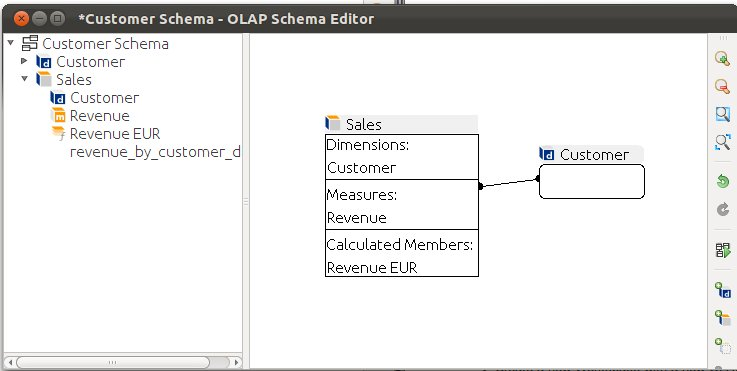 *Customer Schema - OLAP Schema Editor
Customer Schema
Customer
Sales
Customer
Revenue
Revenue EUR
revenue_by_customer_d
Sales
Dimensions:
Customer
Measures:
Revenue
Calculated Members:
Revenue EUR
Customer